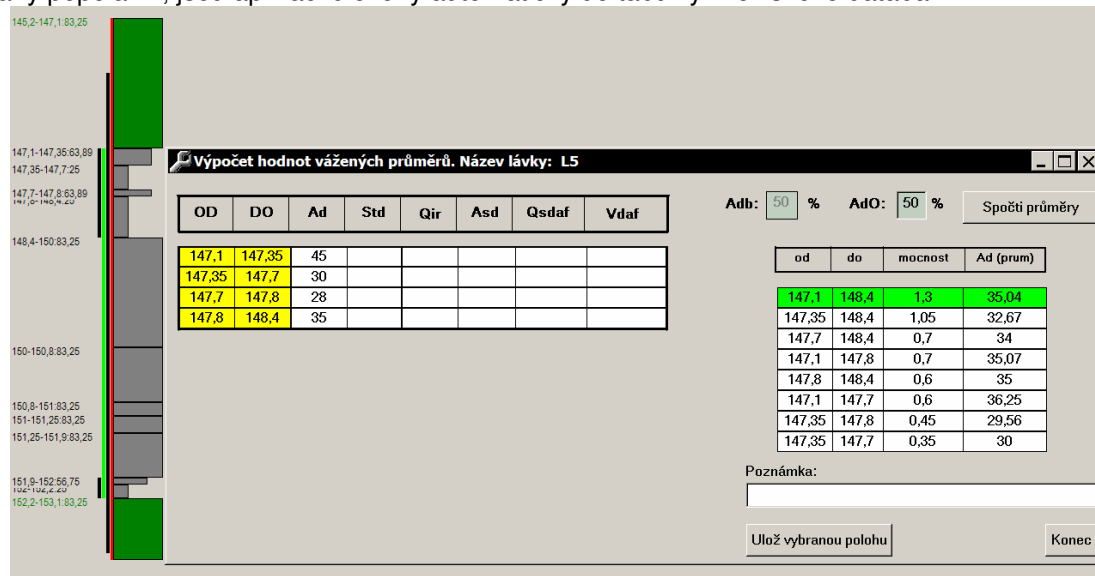 145,2-147,1:83,25
147,1-147,35:63,89
147,35-147,7:25
147,7-147,8:63,89
147,8-148,4:25
148,4-150:83,25
150-150,8:83,25
150,8-151:83,25
151-151,25:83,25
151,25-151,9:83,25
151,9-152:56,75
152-152,2:25
152,2-153,1:83,25
Výpočet hodnot vážených průměrů. Název lávky: L5
OD DO Ad Std Qir Asd Qsdaf Vdaf
147,1 147,35 45
147,35 147,7 30
147,7 147,8 28
147,8 148,4 35
Adb: 50 % AdO: 50 % Spočti průměry
od do mocnost Ad (prum)
147,1 148,4 1,3 35,04
147,35 148,4 1,05 32,67
147,7 148,4 0,7 34
147,1 147,8 0,7 35,07
147,8 148,4 0,6 35
147,1 147,7 0,6 36,25
147,35 147,8 0,45 29,56
147,35 147,7 0,35 30
Poznámka:
Ulož vybranou polohu Konec